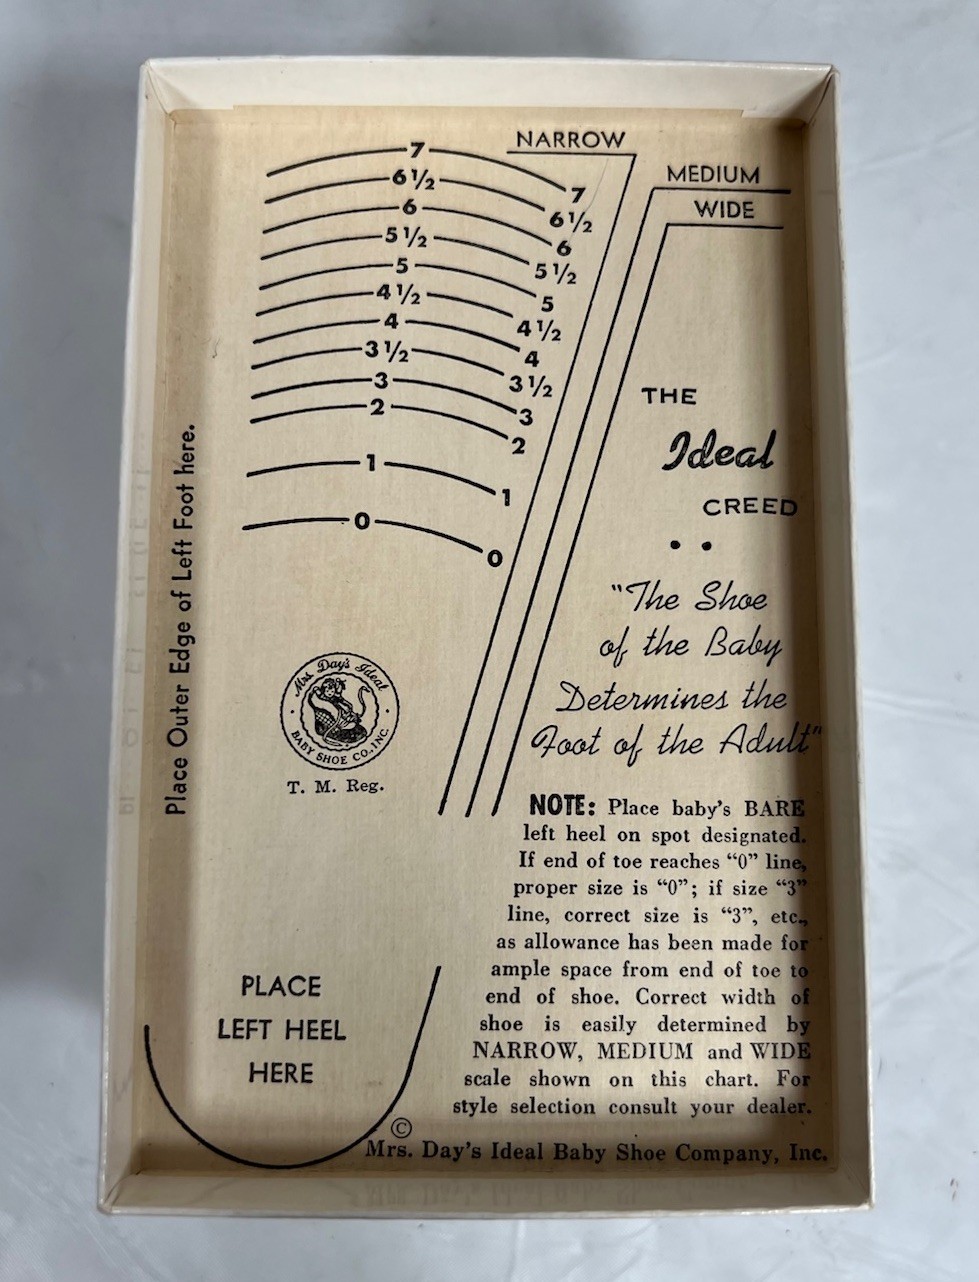 NARROW
MEDIUM
WIDE
7 7
6½ 6½
6 6
5½ 5½
5 5
4½ 4½
4 4
3½ 3½
3 3
2 2
1 1
0 0
Place Outer Edge of Left Foot here.
THE
Ideal
CREED
"The Shoe
of the Baby
Determines the
Foot of the Adult"
Mrs. Day's Ideal
BABY SHOE CO., INC.
T. M. Reg.
NOTE: Place baby's BARE
left heel on spot designated.
If end of toe reaches "0" line,
proper size is "0"; if size "3"
line, correct size is "3", etc.,
as allowance has been made for
ample space from end of toe to
end of shoe. Correct width of
shoe is easily determined by
NARROW, MEDIUM and WIDE
scale shown on this chart. For
style selection consult your dealer.
PLACE
LEFT HEEL
HERE
©
Mrs. Day's Ideal Baby Shoe Company, Inc.